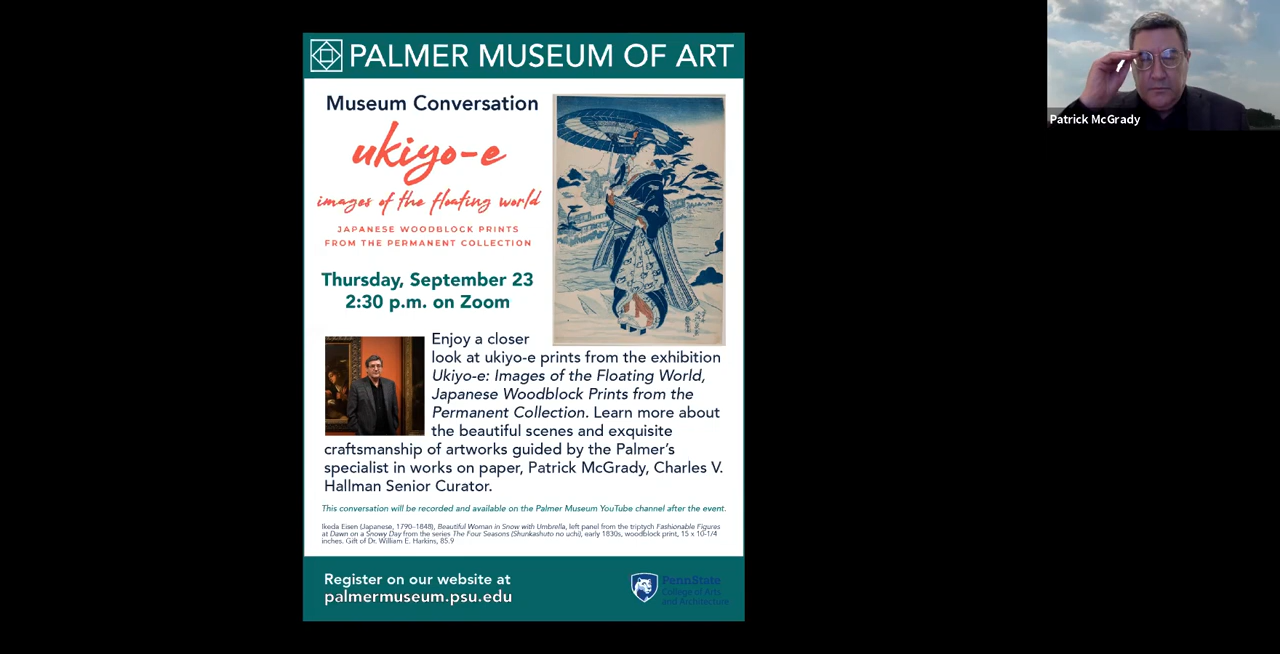 PALMER MUSEUM OF ART
Museum Conversation
ukiyo-e
images of the floating world
JAPANESE WOODBLOCK PRINTS
FROM THE PERMANENT COLLECTION
Thursday, September 23
2:30 p.m. on Zoom
Enjoy a closer
look at ukiyo-e prints from the exhibition
Ukiyo-e: Images of the Floating World,
Japanese Woodblock Prints from the
Permanent Collection. Learn more about
the beautiful scenes and exquisite
craftsmanship of artworks guided by the Palmer's
specialist in works on paper, Patrick McGrady, Charles V.
Hallman Senior Curator.
This conversation will be recorded and available on the Palmer Museum YouTube channel after the event.
Ikeda Eisen (Japanese, 1790–1848), Beautiful Woman in Snow with Umbrella, left panel from the triptych Fashionable Figures
at Dawn on a Snowy Day from the series The Four Seasons (Shunkashuto no uchi), early 1830s, woodblock print, 15 x 10-1/4
inches. Gift of Dr. William E. Harkins, 85.9
Register on our website at
palmermuseum.psu.edu
PennState
College of Arts
and Architecture
Patrick McGrady